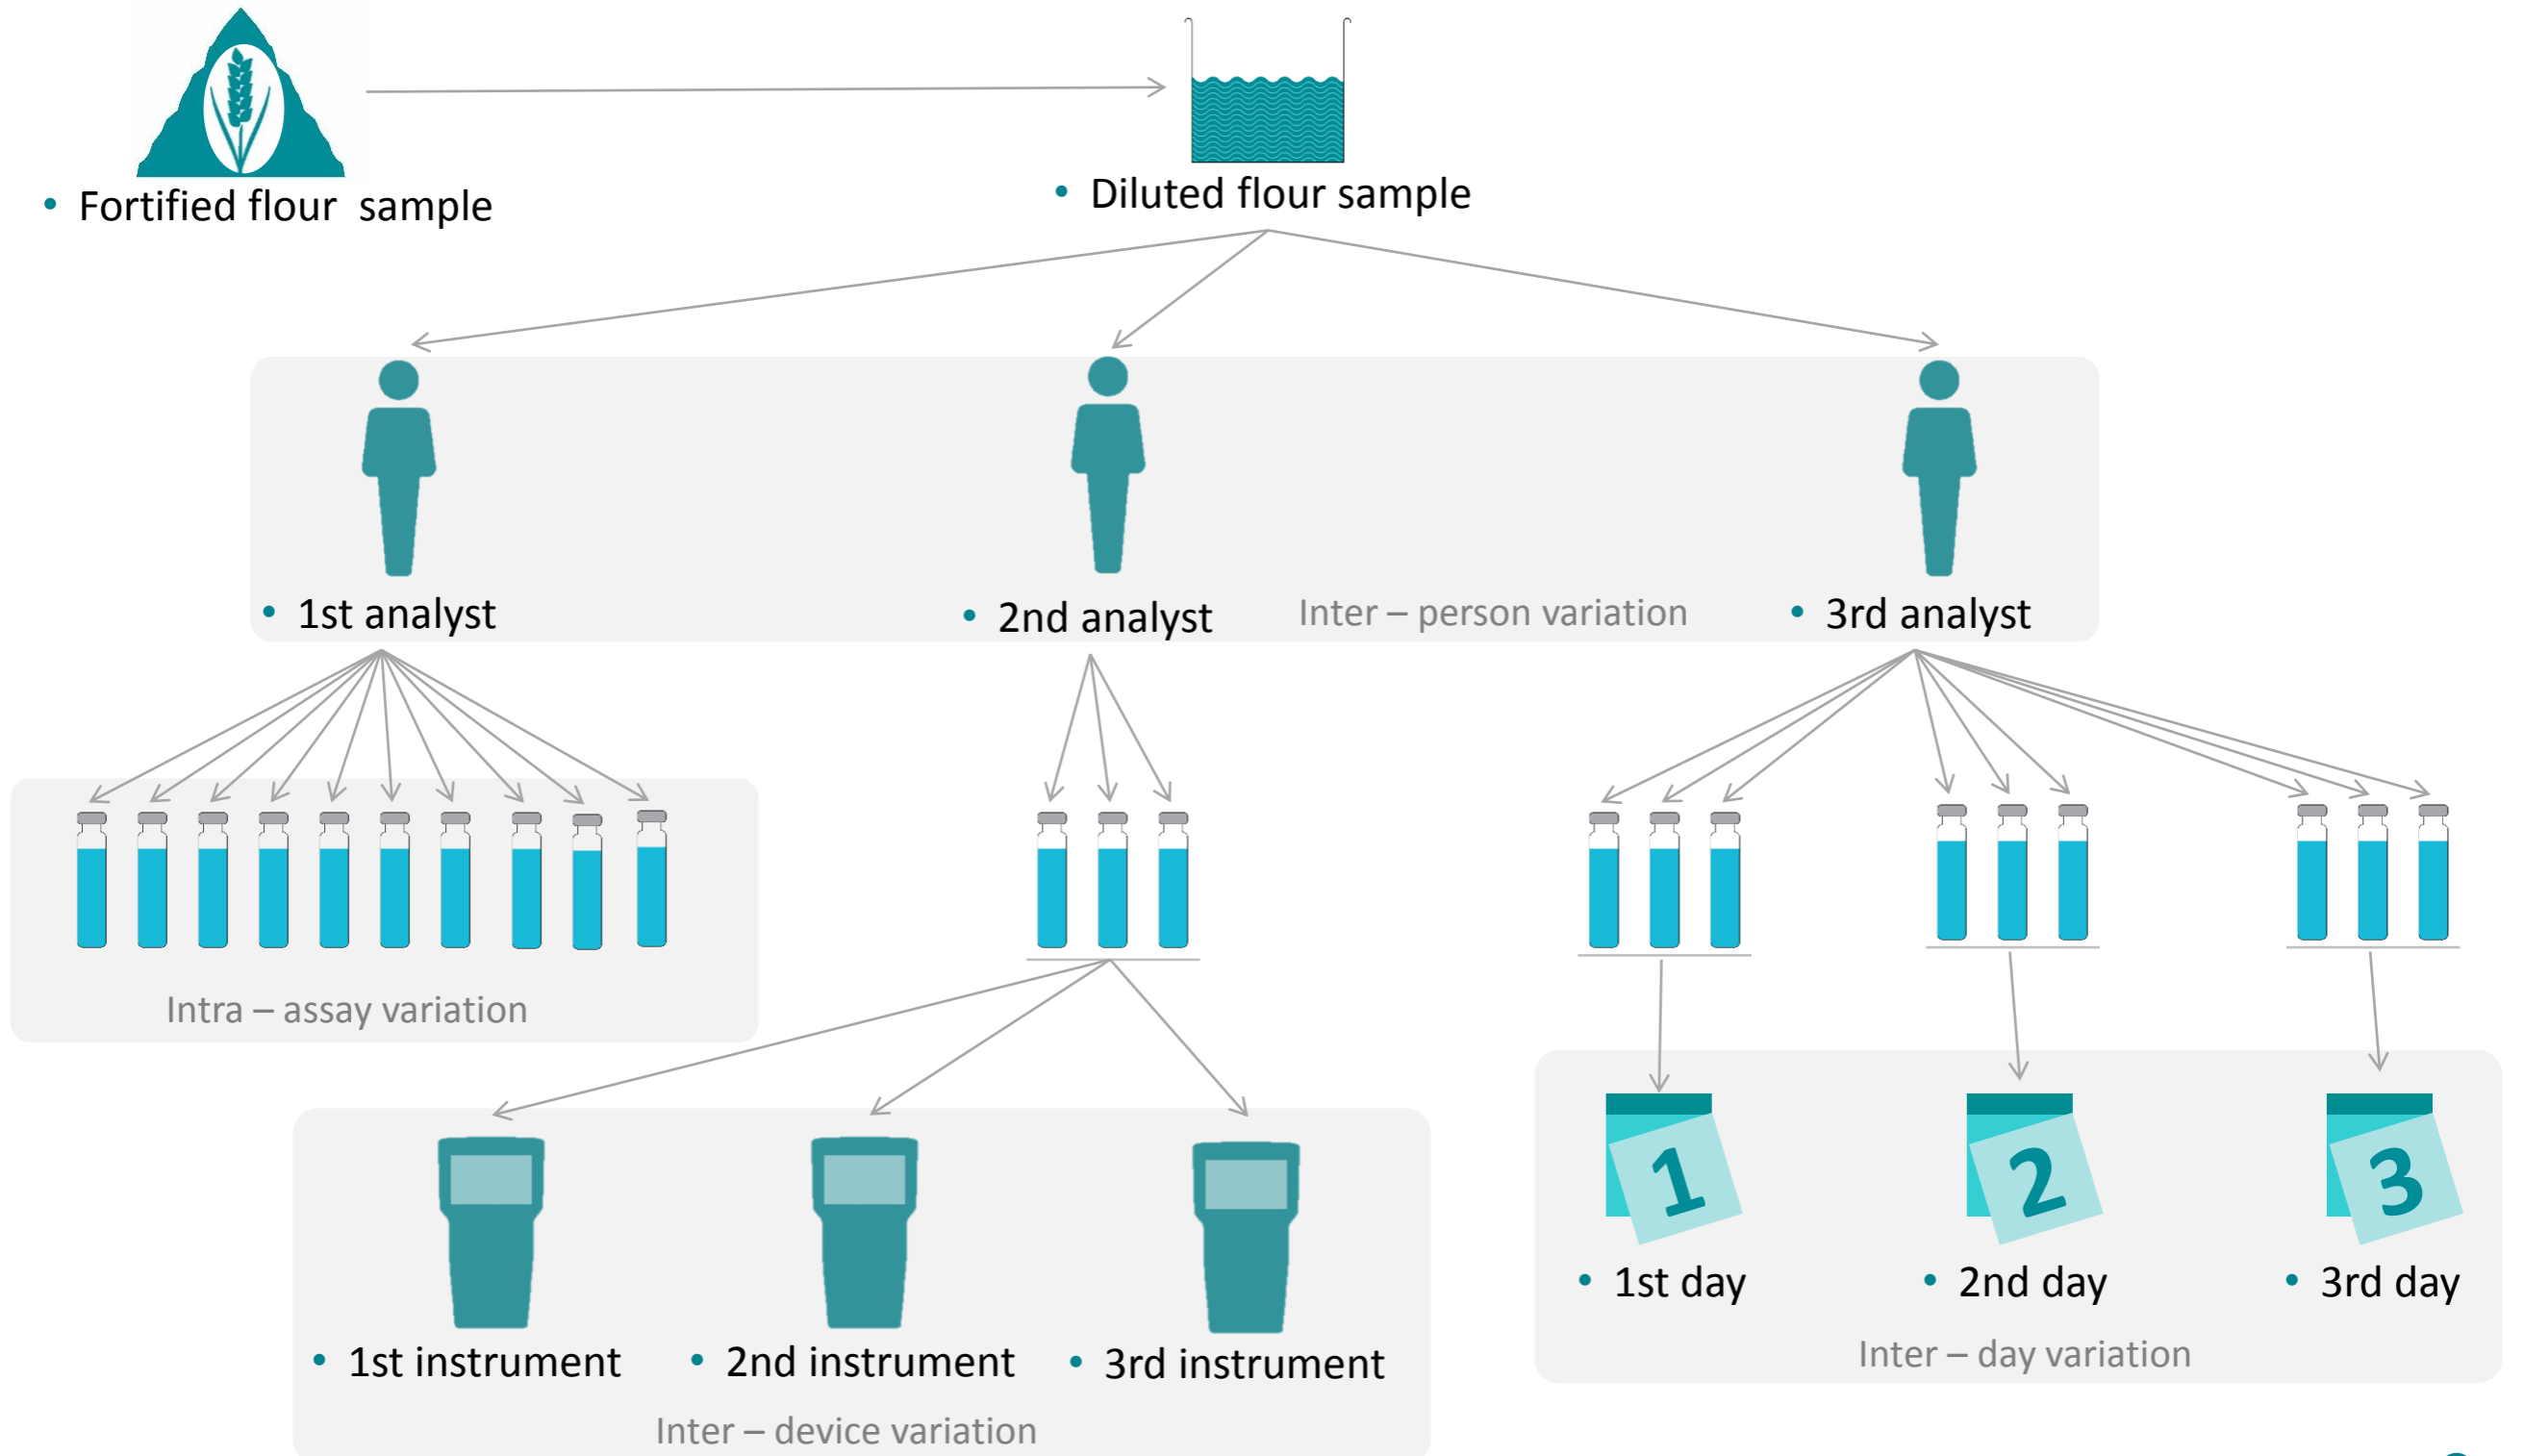 • Fortified flour sample
• Diluted flour sample
• 1st analyst
• 2nd analyst
Inter – person variation
• 3rd analyst
Intra – assay variation
1
2
3
• 1st day
• 2nd day
• 3rd day
Inter – day variation
• 1st instrument
• 2nd instrument
• 3rd instrument
Inter – device variation